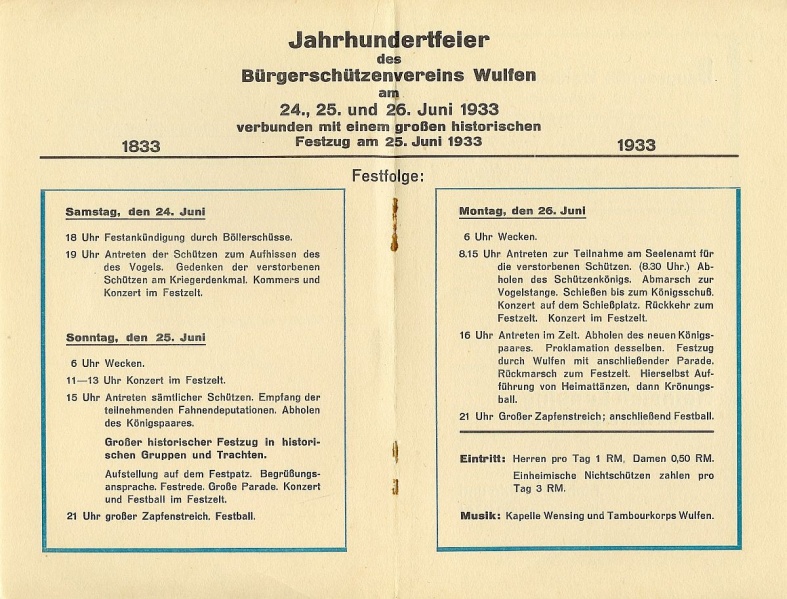 Jahrhundertfeier
des
Bürgerschützenvereins Wulfen
am
24., 25. und 26. Juni 1933
verbunden mit einem großen historischen
Festzug am 25. Juni 1933
1833
1933
Festfolge:
Samstag, den 24. Juni
18 Uhr Festankündigung durch Böllerschüsse.
19 Uhr Antreten der Schützen zum Aufhissen des
des Vogels. Gedenken der verstorbenen
Schützen am Kriegerdenkmal. Kommers und
Konzert im Festzelt.
Sonntag, den 25. Juni
6 Uhr Wecken.
11—13 Uhr Konzert im Festzelt.
15 Uhr Antreten sämtlicher Schützen. Empfang der
teilnehmenden Fahnendeputationen. Abholen
des Königspaares.
Großer historischer Festzug in histori-
schen Gruppen und Trachten.
Aufstellung auf dem Festpatz. Begrüßungs-
ansprache. Festrede. Große Parade. Konzert
und Festball im Festzelt.
21 Uhr großer Zapfenstreich. Festball.
Montag, den 26. Juni
6 Uhr Wecken.
8.15 Uhr Antreten zur Teilnahme am Seelenamt für
die verstorbenen Schützen. (8.30 Uhr.) Ab-
holen des Schützenkönigs. Abmarsch zur
Vogelstange. Schießen bis zum Königsschuß.
Konzert auf dem Schießplatz. Rückkehr zum
Festzelt. Konzert im Festzelt.
16 Uhr Antreten im Zelt. Abholen des neuen Königs-
paares. Proklamation desselben. Festzug
durch Wulfen mit anschließender Parade.
Rückmarsch zum Festzelt. Hierselbst Auf-
führung von Heimattänzen, dann Krönungs-
ball.
21 Uhr Großer Zapfenstreich; anschließend Festball.
Eintritt: Herren pro Tag 1 RM, Damen 0,50 RM.
Einheimische Nichtschützen zahlen pro
Tag 3 RM.
Musik: Kapelle Wensing und Tambourkorps Wulfen.